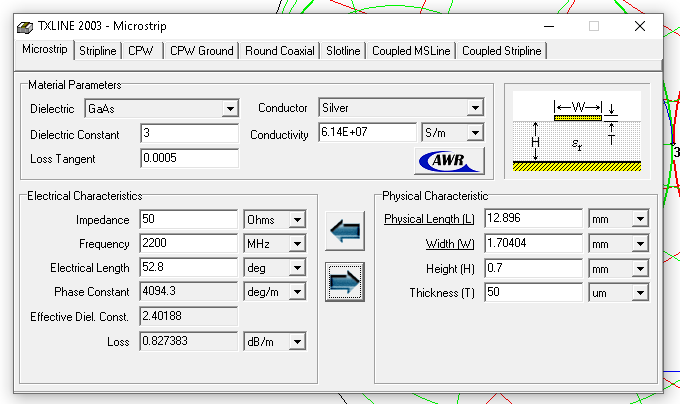 TXLINE 2003 - Microstrip
Microstrip Stripline CPW CPW Ground Round Coaxial Slotline Coupled MSLine Coupled Stripline
Material Parameters
Dielectric GaAs Conductor Silver
Dielectric Constant 3 Conductivity 6.14E+07 S/m
Loss Tangent 0.0005
AWR
W
H
εr
T
Electrical Characteristics
Impedance 50 Ohms
Frequency 2200 MHz
Electrical Length 52.8 deg
Phase Constant 4094.3 deg/m
Effective Diel. Const. 2.40188
Loss 0.827383 dB/m
Physical Characteristic
Physical Length (L) 12.896 mm
Width (W) 1.70404 mm
Height (H) 0.7 mm
Thickness (T) 50 um
3